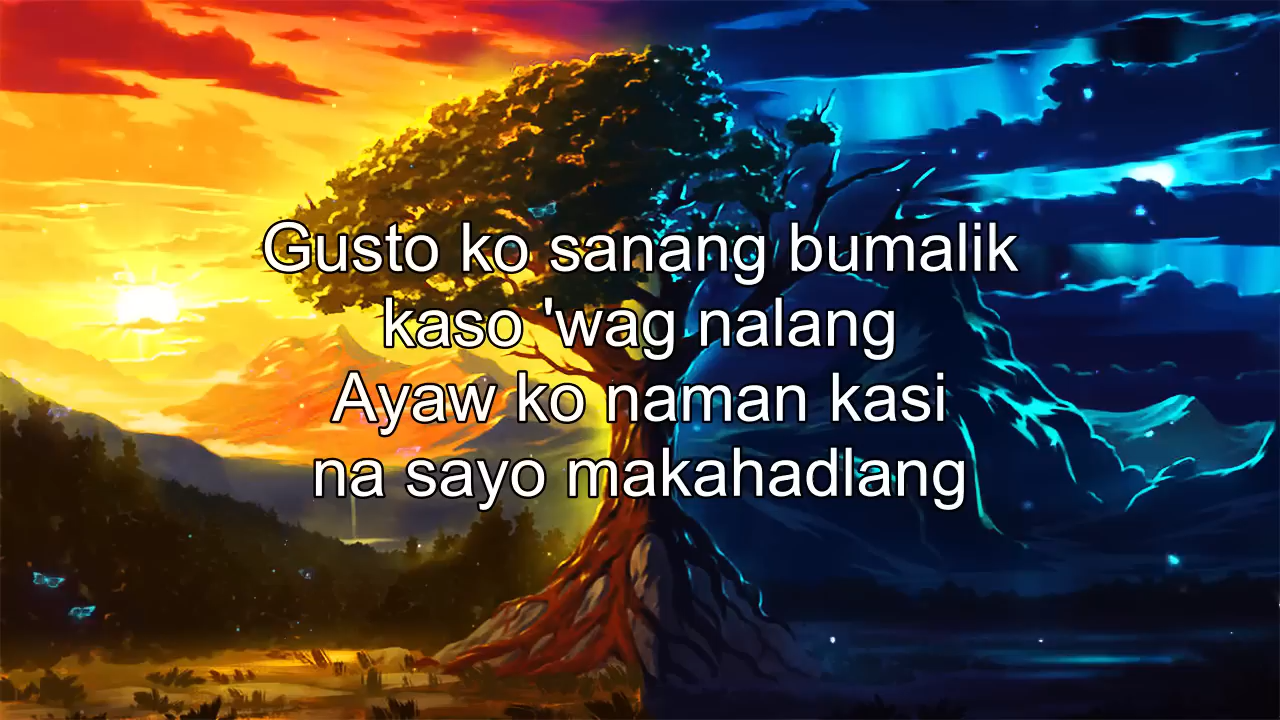 Gusto ko sanang bumalik
kaso 'wag nalang
Ayaw ko naman kasi
na sayo makahadlang